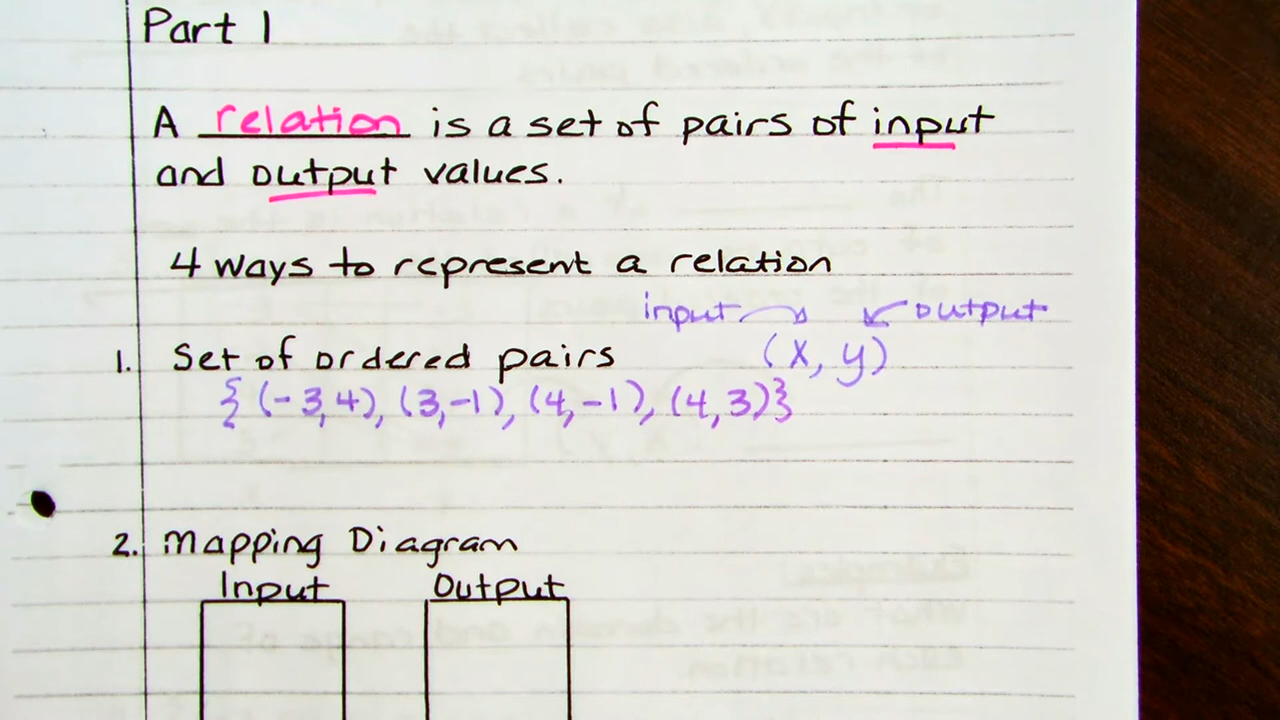 Part 1
A relation is a set of pairs of input
and output values.
4 ways to represent a relation
input output
1. Set of ordered pairs (x, y)
{(-3,4), (3,-1), (4,-1), (4,3)}
2. Mapping Diagram
Input Output